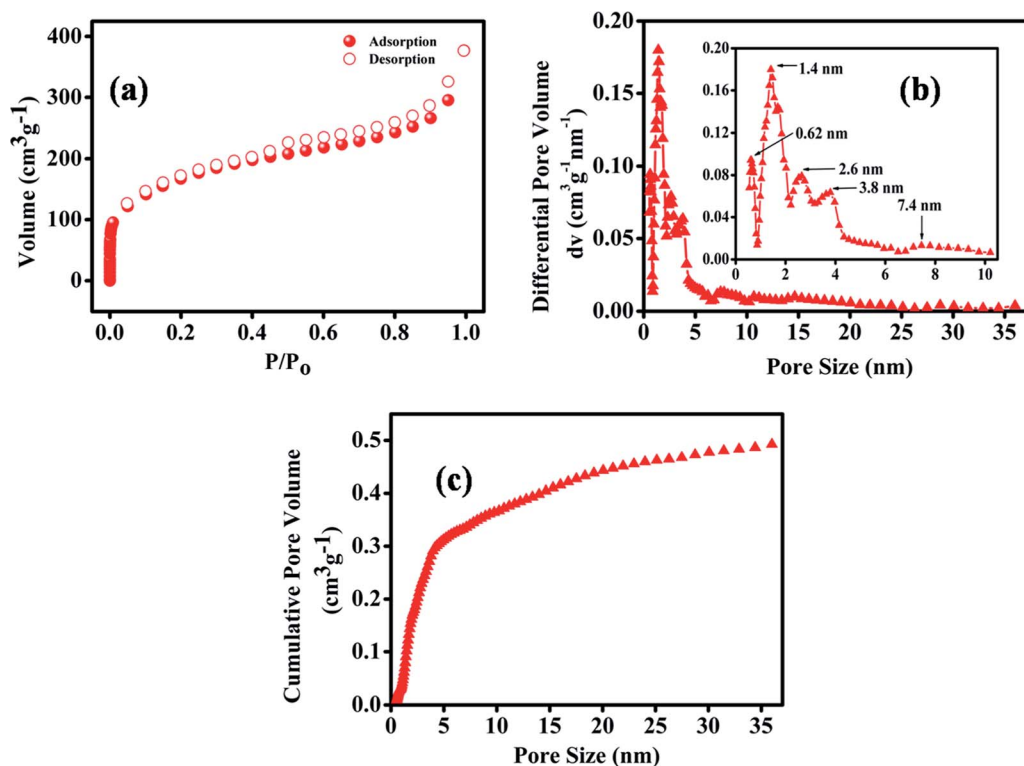 400
300
200
100
0
Volume (cm³g⁻¹)
(a)
Adsorption
Desorption
0.0 0.2 0.4 0.6 0.8 1.0
P/Po
0.20
0.15
0.10
0.05
0.00
Differential Pore Volume
dv (cm³g⁻¹nm⁻¹)
(b)
0.20
0.16
0.12
0.08
0.04
0.00
1.4 nm
0.62 nm
2.6 nm
3.8 nm
7.4 nm
0 2 4 6 8 10
0 5 10 15 20 25 30 35
Pore Size (nm)
0.5
0.4
0.3
0.2
0.1
0.0
Cumulative Pore Volume
(cm³g-1)
(c)
0 5 10 15 20 25 30 35
Pore Size (nm)